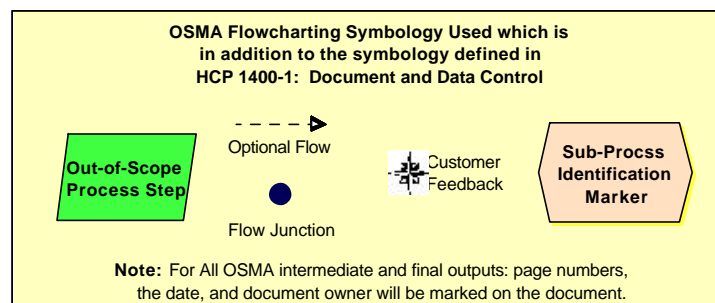 OSMA Flowcharting Symbology Used which is
in addition to the symbology defined in
HCP 1400-1: Document and Data Control
Out-of-Scope
Process Step
Optional Flow
Flow Junction
Customer
Feedback
Sub-Procss
Identification
Marker
Note: For All OSMA intermediate and final outputs: page numbers,
the date, and document owner will be marked on the document.